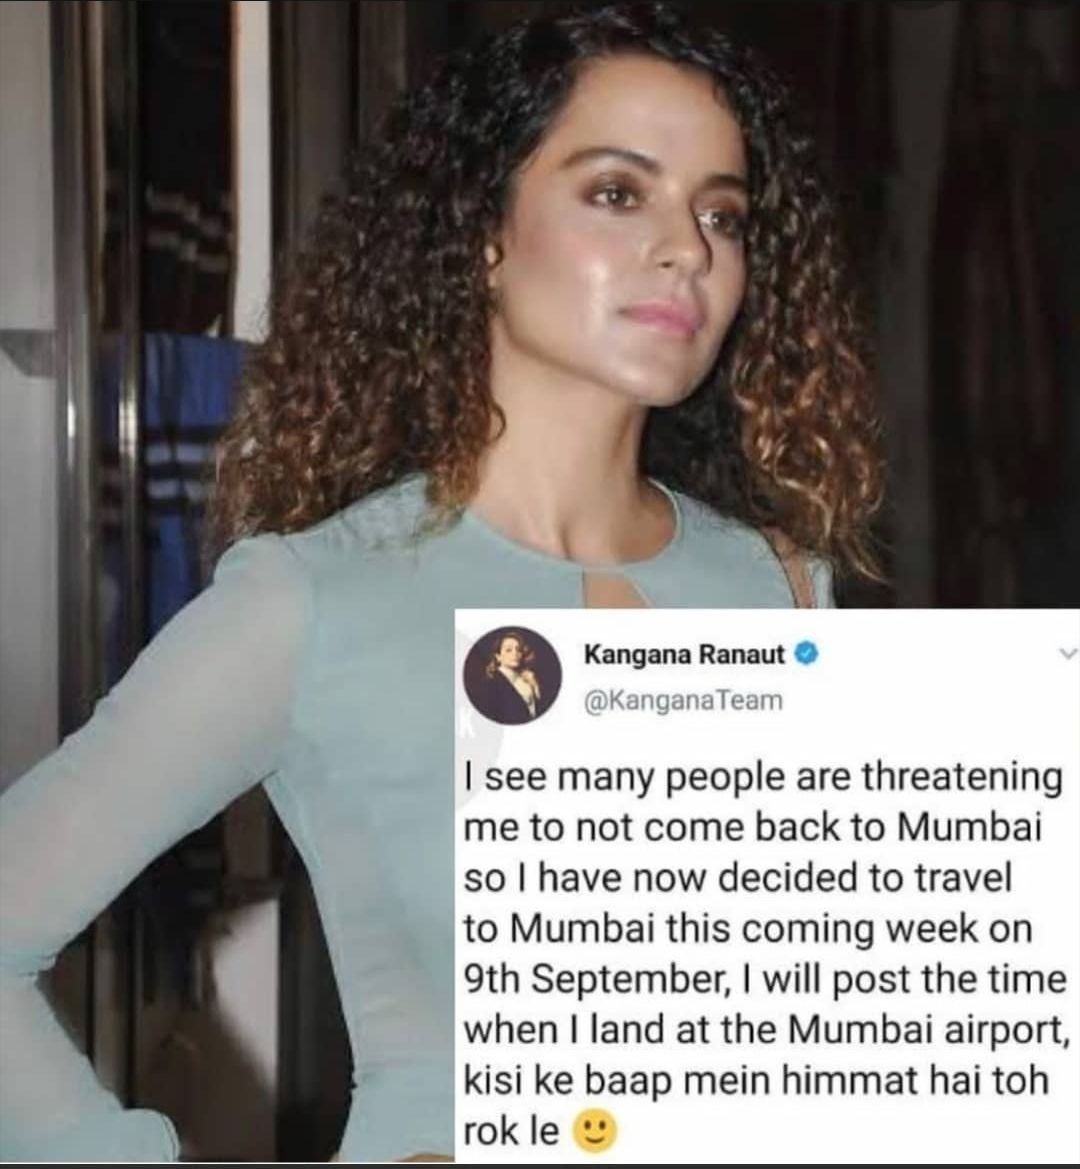 Kangana Ranaut
@KanganaTeam
I see many people are threatening
me to not come back to Mumbai
so I have now decided to travel
to Mumbai this coming week on
9th September, I will post the time
when I land at the Mumbai airport,
kisi ke baap mein himmat hai toh
rok le 🙂